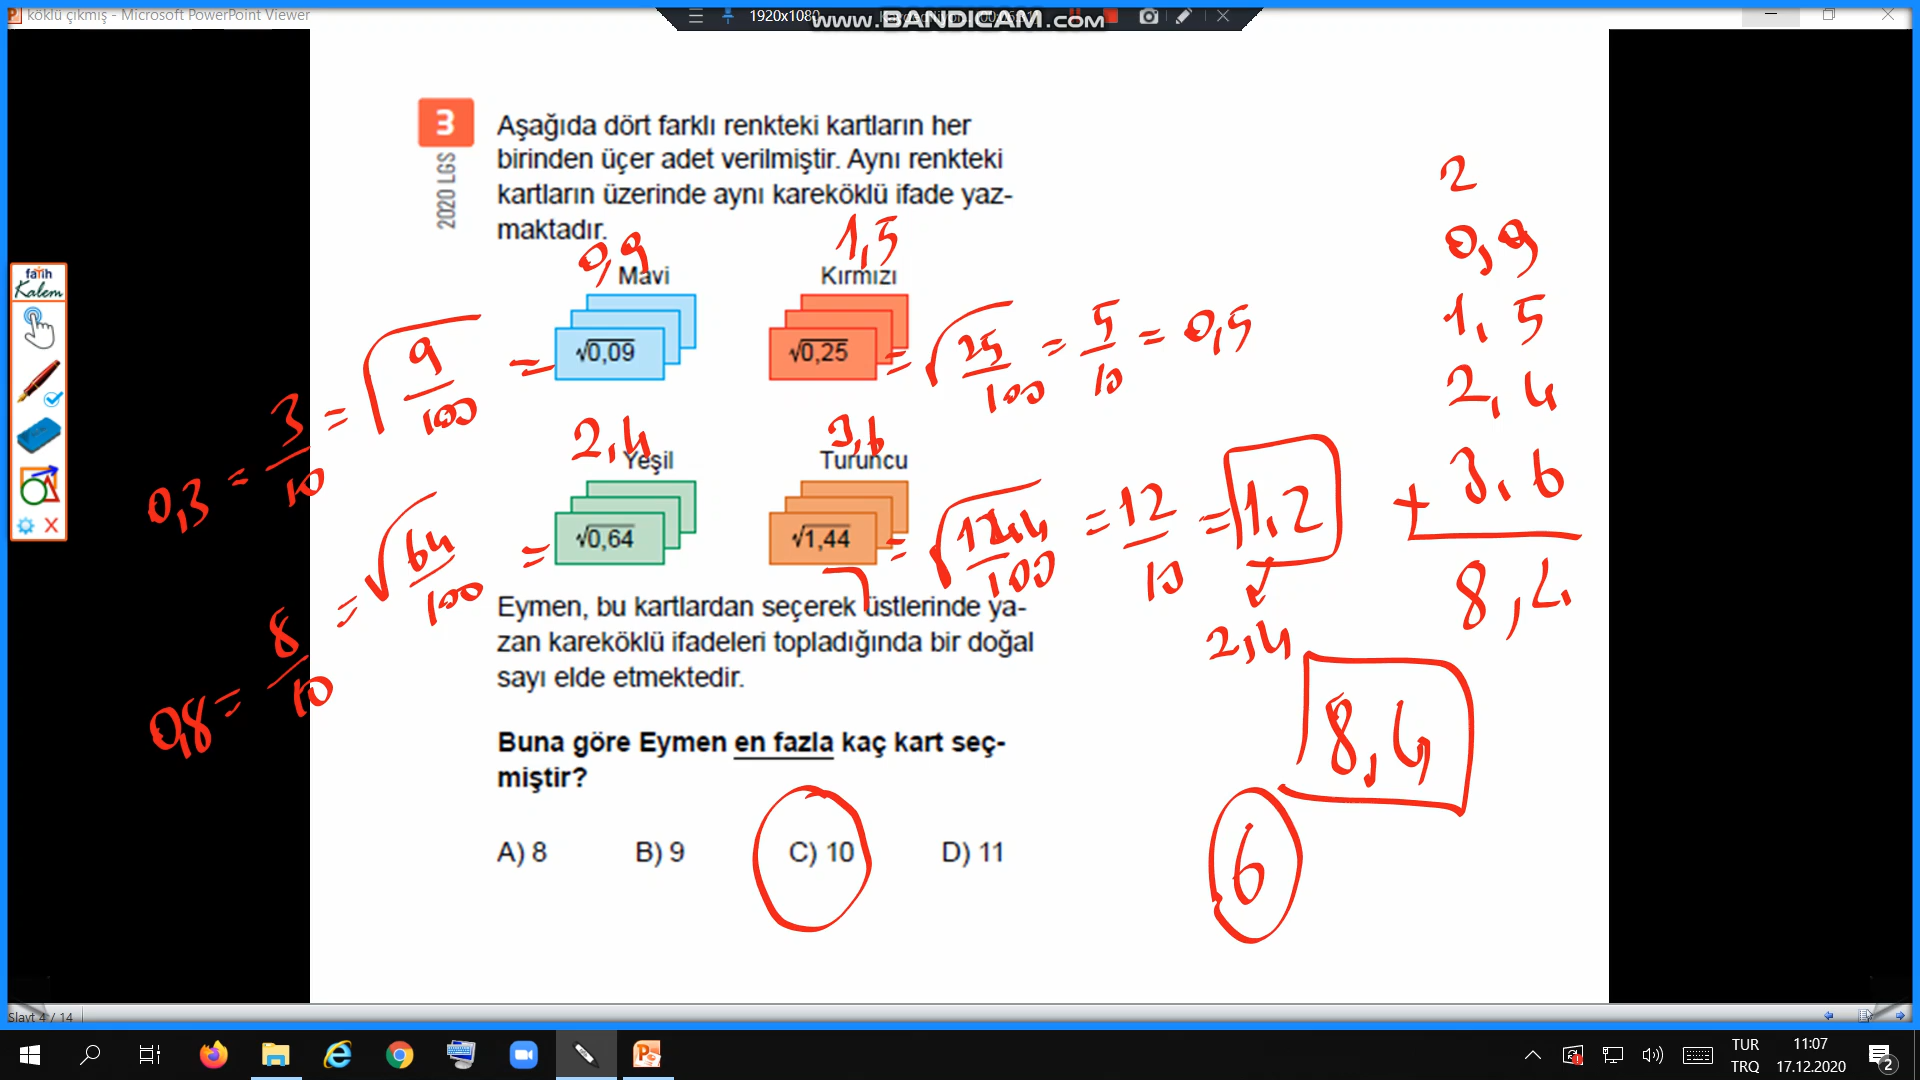 köklü çıkmış - Microsoft PowerPoint Viewer
1920x1080
www.BANDICAM.com
3
2020 LGS
Aşağıda dört farklı renkteki kartların her
birinden üçer adet verilmiştir. Aynı renkteki
kartların üzerinde aynı kareköklü ifade yaz-
maktadır.
0,9
1,5
Mavi
Kırmızı
√0,09
√0,25
0,3 = 3/10 = √9/100 =
= √25/100 = 5/10 = 0,5
2,4
3,6
Yeşil
Turuncu
√0,64
√1,44
0,8 = 8/10 = √64/100 =
= √144/100 = 12/10 = 1,2
2,4
Eymen, bu kartlardan seçerek üstlerinde ya-
zan kareköklü ifadeleri topladığında bir doğal
sayı elde etmektedir.
Buna göre Eymen en fazla kaç kart seç-
miştir?
A) 8
B) 9
C) 10
D) 11
2
0,9
1,5
2,4
+ 3,6
8,4
8,4
6
fatih
Kalem
Slayt 4 / 14
TUR
TRQ
11:07
17.12.2020
2